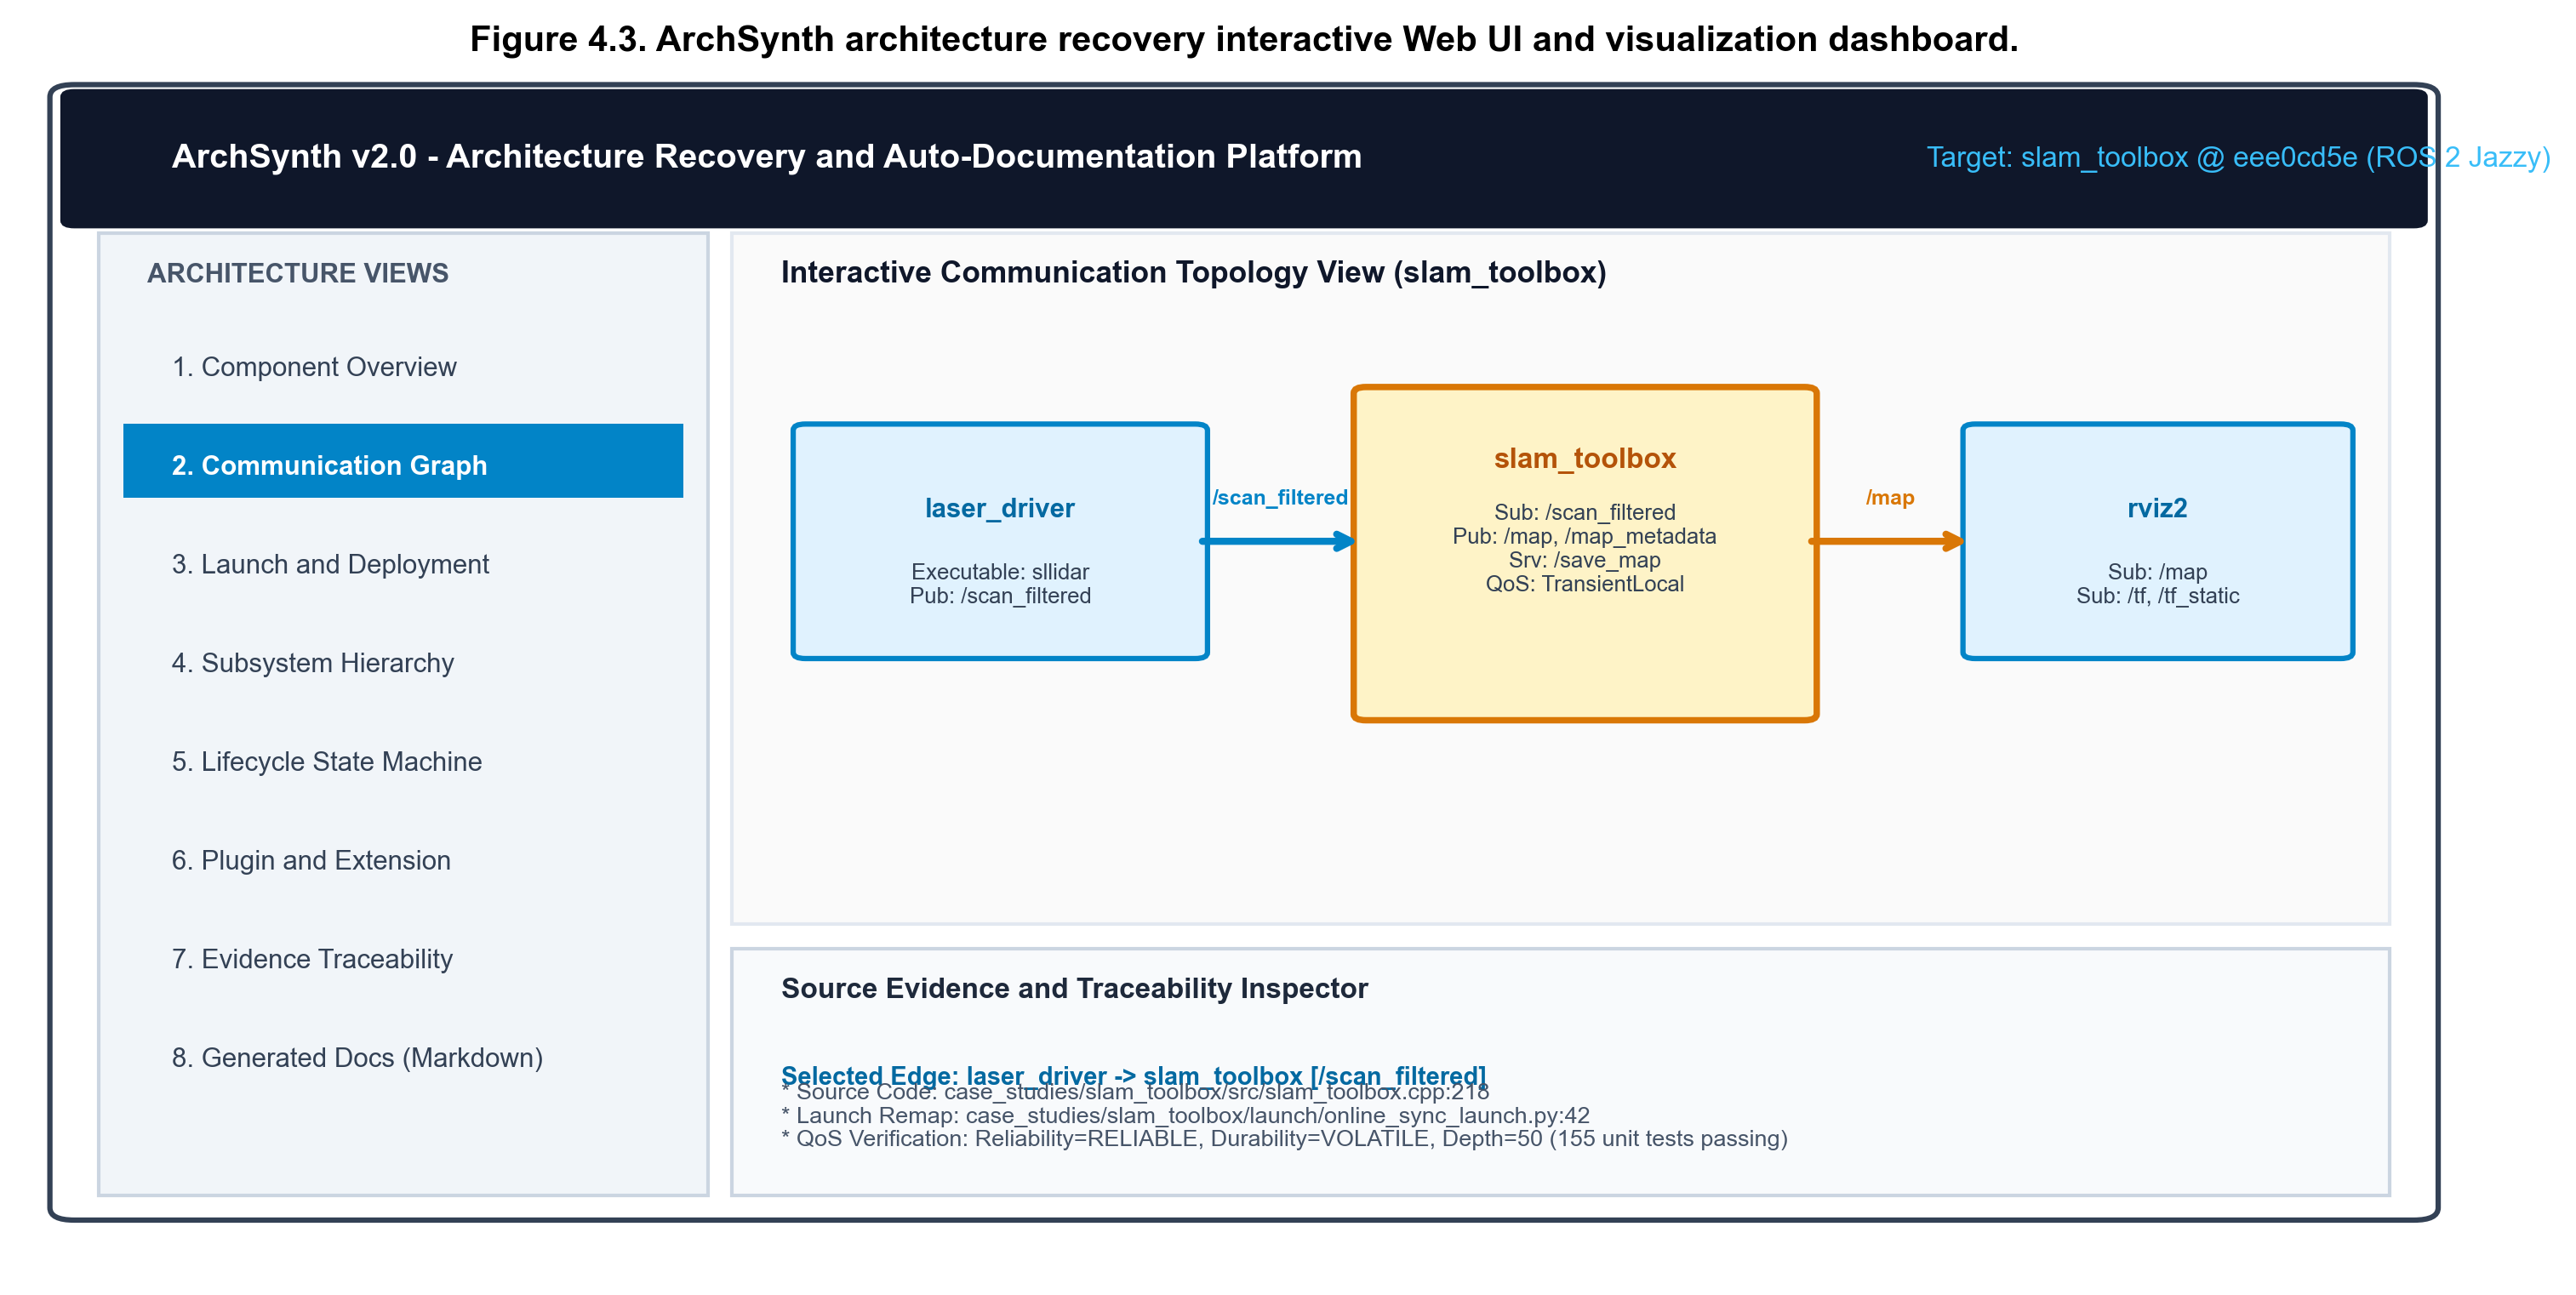 Figure 4.3. ArchSynth architecture recovery interactive Web UI and visualization dashboard.
ArchSynth v2.0 - Architecture Recovery and Auto-Documentation Platform
Target: slam_toolbox @ eee0cd5e (ROS 2 Jazzy)
ARCHITECTURE VIEWS
1. Component Overview
2. Communication Graph
3. Launch and Deployment
4. Subsystem Hierarchy
5. Lifecycle State Machine
6. Plugin and Extension
7. Evidence Traceability
8. Generated Docs (Markdown)
Interactive Communication Topology View (slam_toolbox)
laser_driver
Executable: sllidar
Pub: /scan_filtered
/scan_filtered
slam_toolbox
Sub: /scan_filtered
Pub: /map, /map_metadata
Srv: /save_map
QoS: TransientLocal
/map
rviz2
Sub: /map
Sub: /tf, /tf_static
Source Evidence and Traceability Inspector
Selected Edge: laser_driver -> slam_toolbox [/scan_filtered]
* Source Code: case_studies/slam_toolbox/src/slam_toolbox.cpp:218
* Launch Remap: case_studies/slam_toolbox/launch/online_sync_launch.py:42
* QoS Verification: Reliability=RELIABLE, Durability=VOLATILE, Depth=50 (155 unit tests passing)